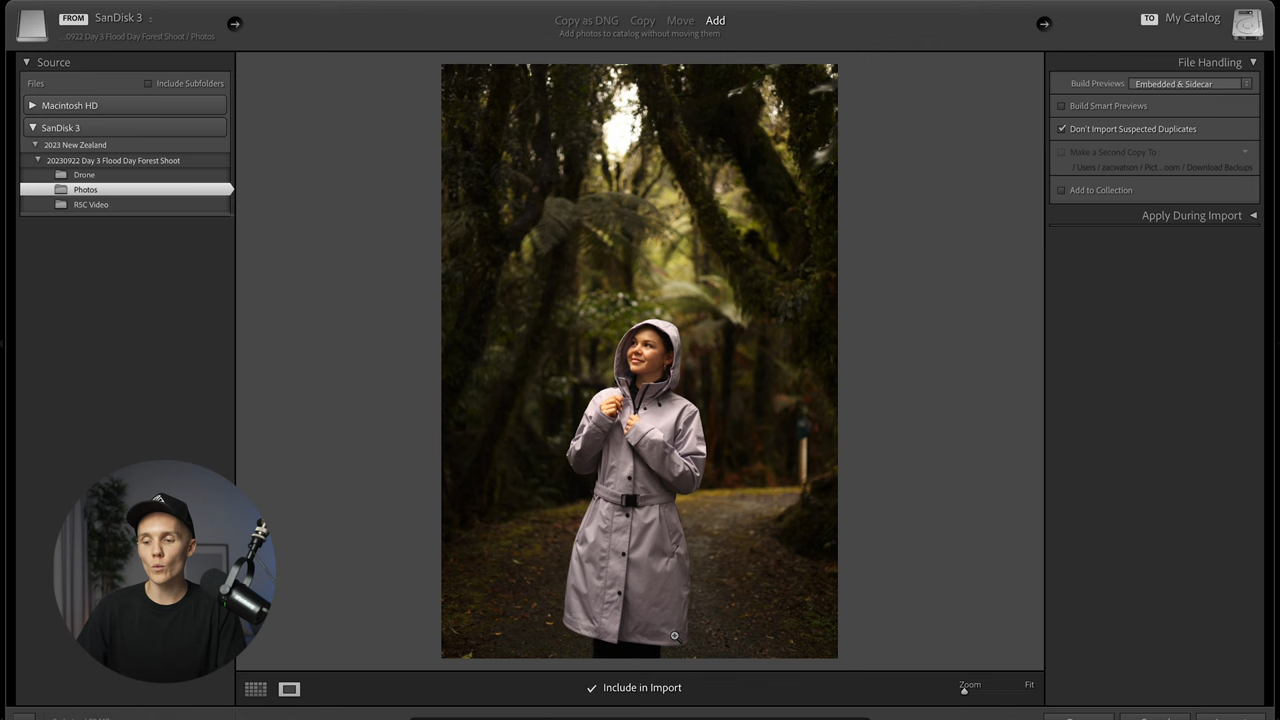 FROM SanDisk 3
...0922 Day 3 Flood Day Forest Shoot / Photos
Copy as DNG Copy Move Add
Add photos to catalog without moving them
TO My Catalog
Source
Files Include Subfolders
Macintosh HD
SanDisk 3
2023 New Zealand
20230922 Day 3 Flood Day Forest Shoot
Drone
Photos
R5C Video
File Handling
Build Previews Embedded & Sidecar
Build Smart Previews
Don't Import Suspected Duplicates
Make a Second Copy To :
/ Users / zacwatson / Pict...oom / Download Backups
Add to Collection
Apply During Import
Include in Import
Zoom Fit